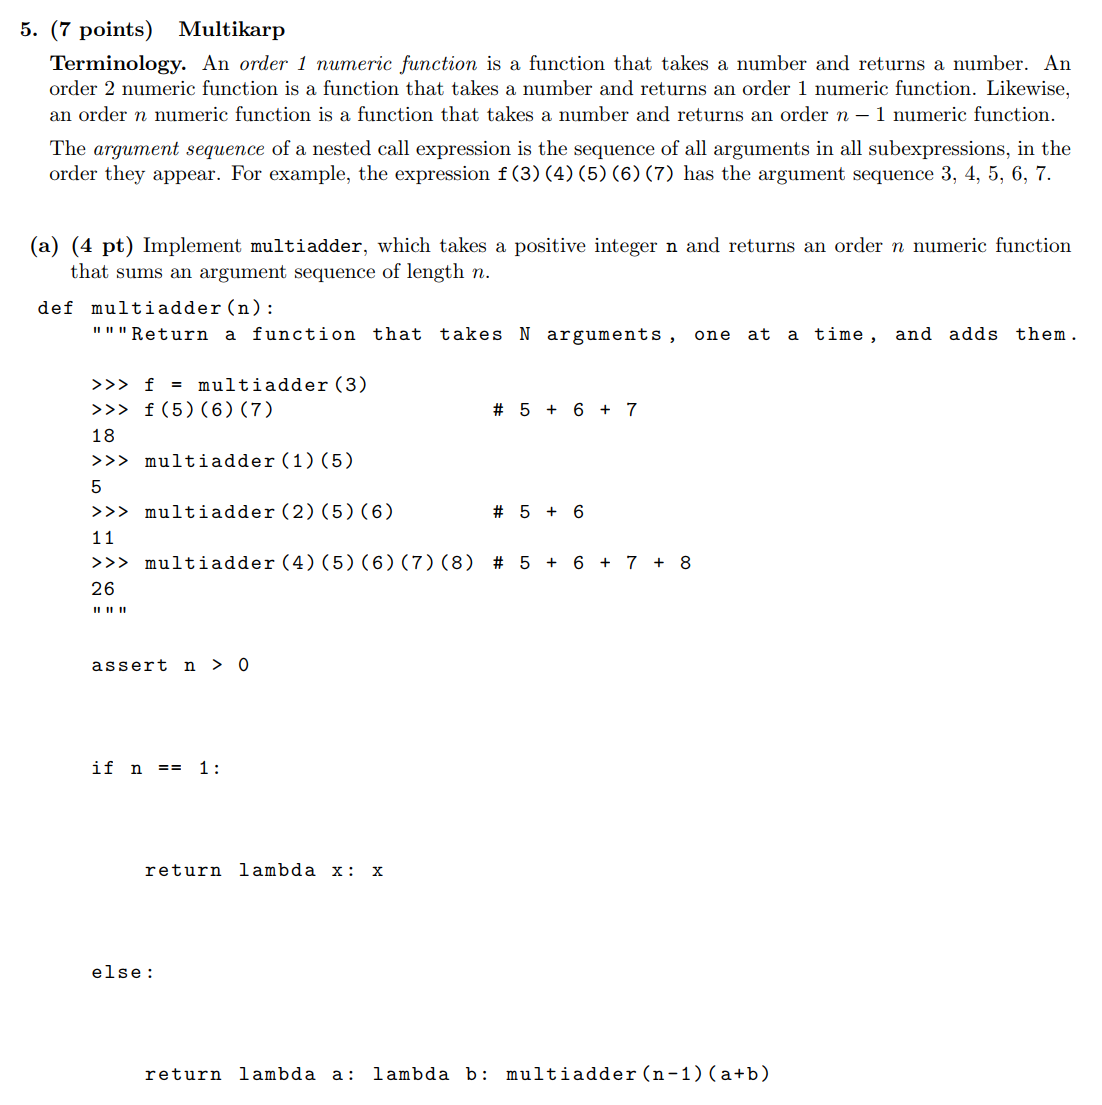 5. (7 points) Multikarp
Terminology. An order 1 numeric function is a function that takes a number and returns a number. An
order 2 numeric function is a function that takes a number and returns an order 1 numeric function. Likewise,
an order n numeric function is a function that takes a number and returns an order n − 1 numeric function.
The argument sequence of a nested call expression is the sequence of all arguments in all subexpressions, in the
order they appear. For example, the expression f(3)(4)(5)(6)(7) has the argument sequence 3, 4, 5, 6, 7.
(a) (4 pt) Implement multiadder, which takes a positive integer n and returns an order n numeric function
that sums an argument sequence of length n.
def multiadder(n):
    """Return a function that takes N arguments, one at a time, and adds them.
    >>> f = multiadder(3)
    >>> f(5)(6)(7)                # 5 + 6 + 7
    18
    >>> multiadder(1)(5)
    5
    >>> multiadder(2)(5)(6)       # 5 + 6
    11
    >>> multiadder(4)(5)(6)(7)(8) # 5 + 6 + 7 + 8
    26
    """
    assert n > 0
    if n == 1:
        return lambda x: x
    else:
        return lambda a: lambda b: multiadder(n-1)(a+b)